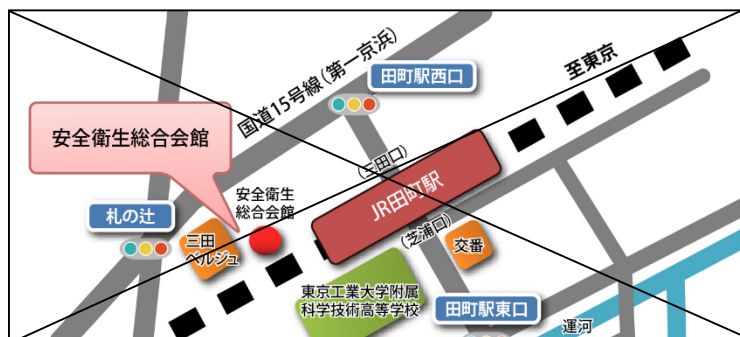 国道15号線(第一京浜)
田町駅西口
至東京
安全衛生総合会館
(三田口)
JR田町駅
安全衛生
総合会館
札の辻
三田
ベルジュ
(芝浦口)
交番
東京工業大学附属
科学技術高等学校
田町駅東口
運河